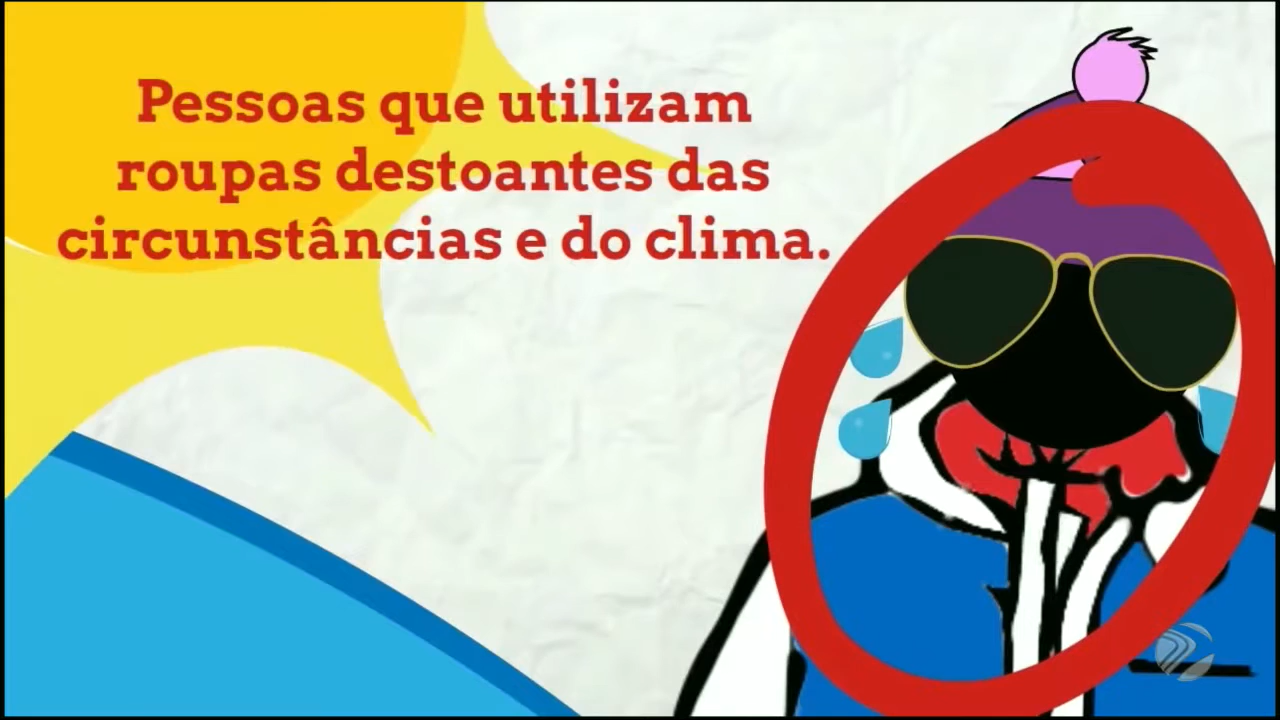 Pessoas que utilizam
roupas destoantes das
circunstâncias e do clima.